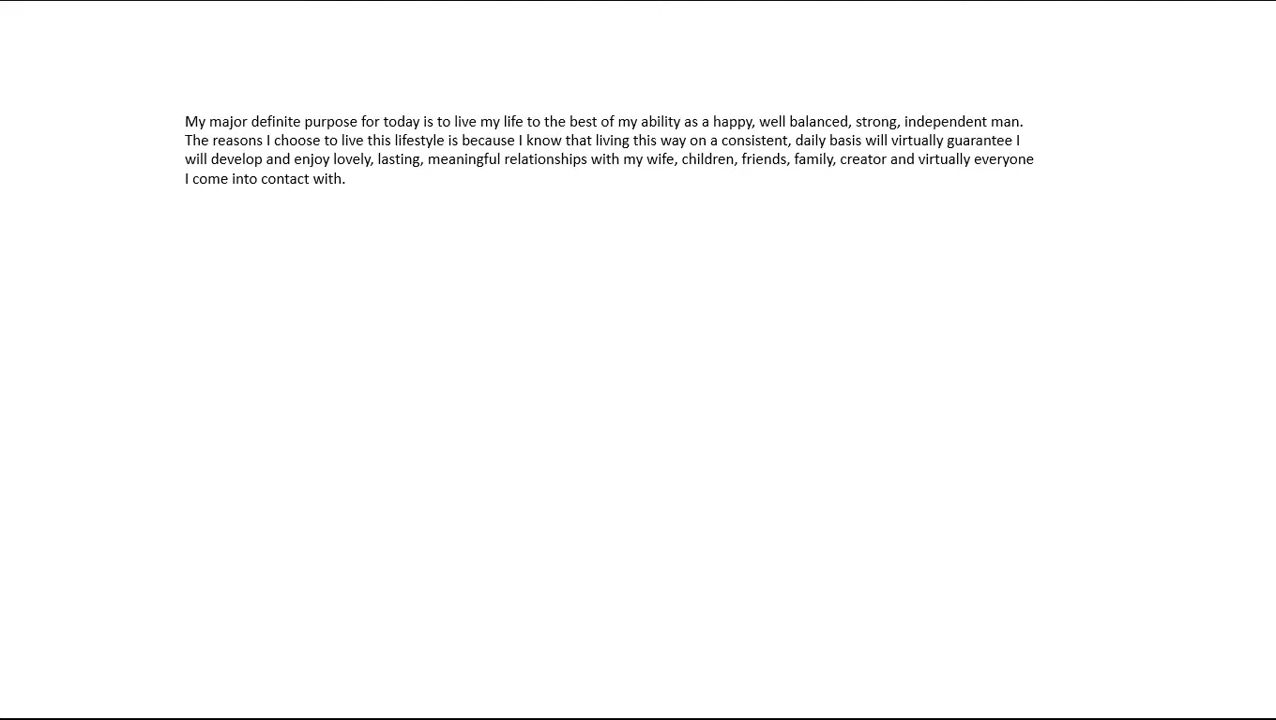 My major definite purpose for today is to live my life to the best of my ability as a happy, well balanced, strong, independent man.
The reasons I choose to live this lifestyle is because I know that living this way on a consistent, daily basis will virtually guarantee I
will develop and enjoy lovely, lasting, meaningful relationships with my wife, children, friends, family, creator and virtually everyone
I come into contact with.